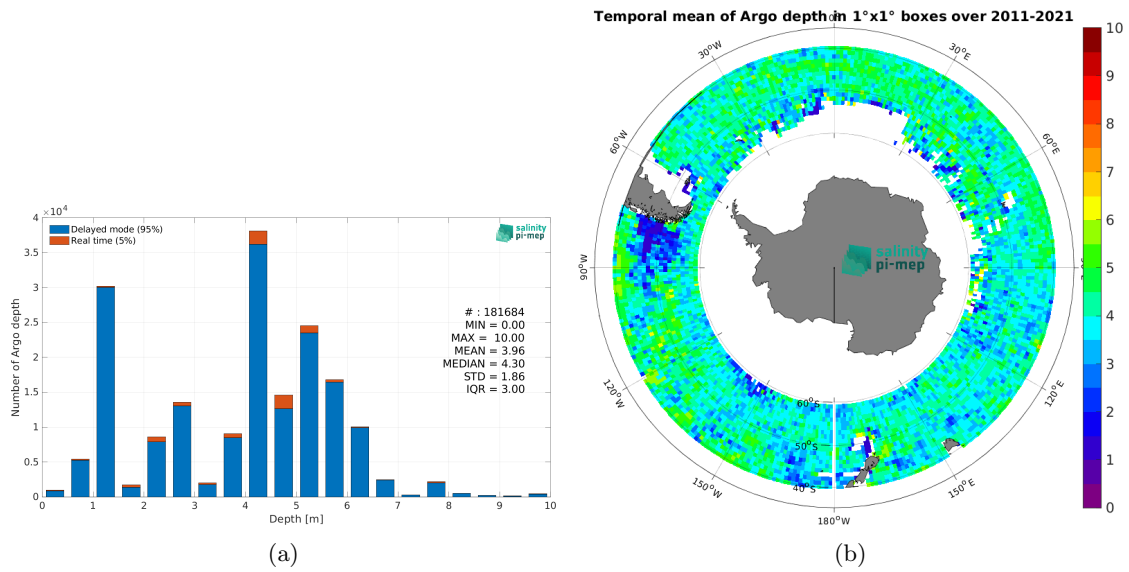 ×10⁴
4
3.5
3
2.5
2
1.5
1
0.5
0
Number of Argo depth
Delayed mode (95%)
Real time (5%)
salinity
pi-mep
# : 181684
MIN = 0.00
MAX = 10.00
MEAN = 3.96
MEDIAN = 4.30
STD = 1.86
IQR = 3.00
0 1 2 3 4 5 6 7 8 9 10
Depth [m]
(a)
Temporal mean of Argo depth in 1°x1° boxes over 2011-2021
30°W
30°E
60°W
60°E
90°W
120°W
120°E
150°W
150°E
180°W
60°S
50°S
40°S
salinity
pi-mep
10
9
8
7
6
5
4
3
2
1
0
(b)